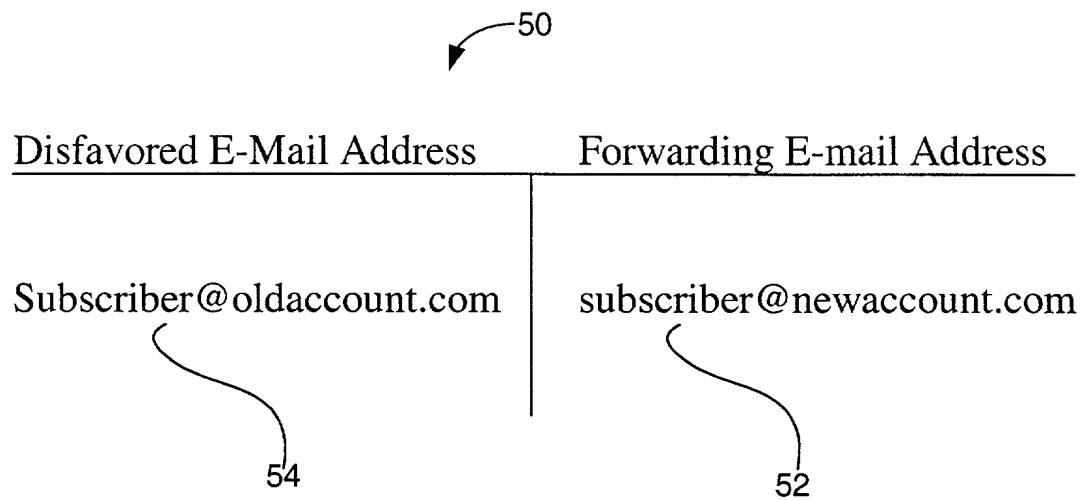 50
Disfavored E-Mail Address Forwarding E-mail Address
Subscriber@oldaccount.com subscriber@newaccount.com
54 52